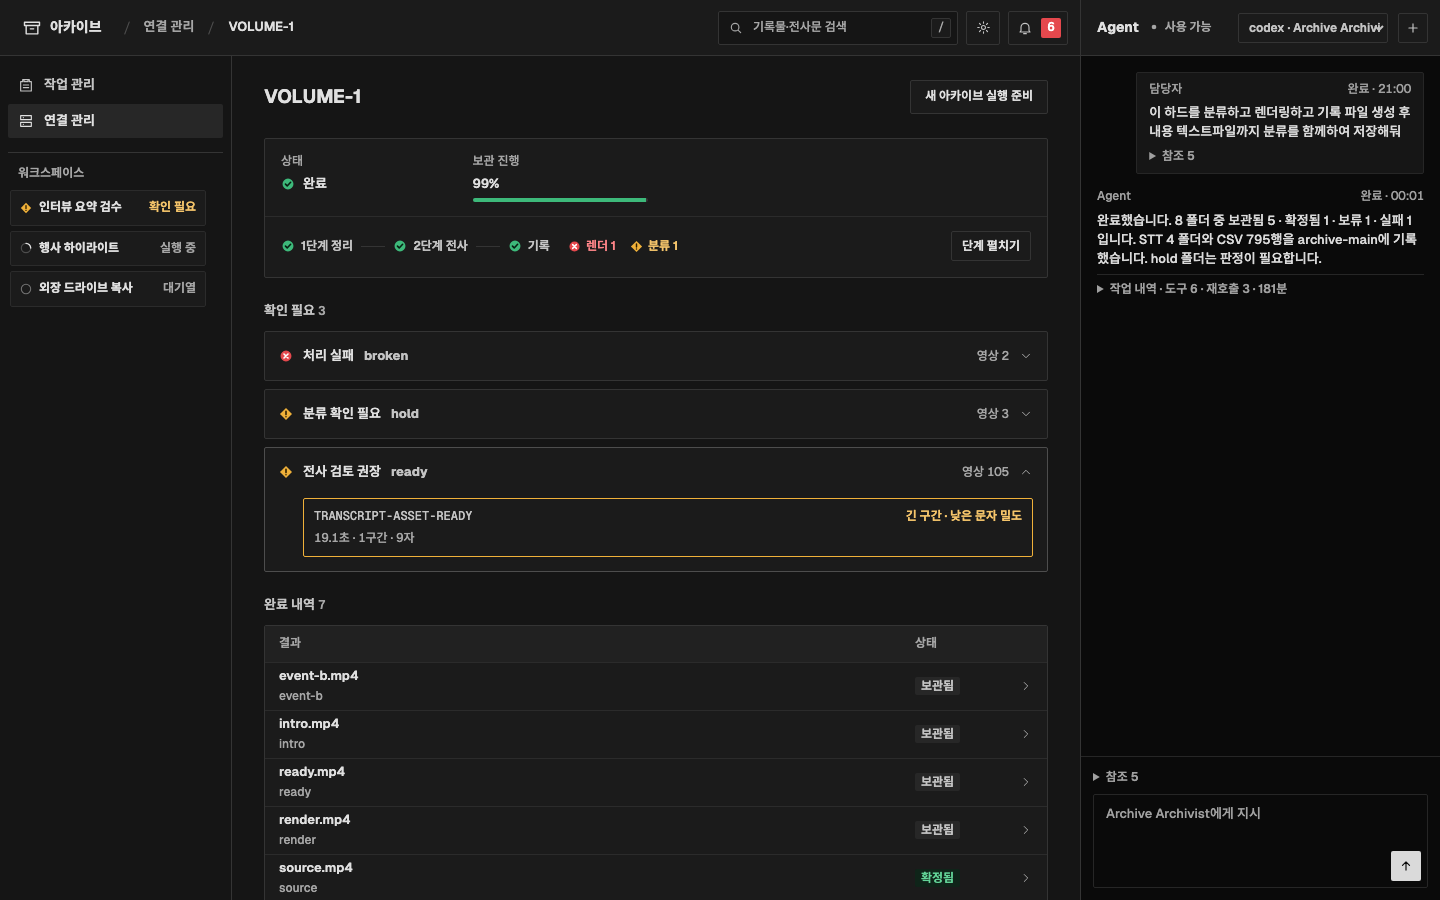 아카이브 / 연결 관리 / VOLUME-1
기록물·전사문 검색 /
6
Agent • 사용 가능
codex · Archive Archiv
+
작업 관리
연결 관리
워크스페이스
인터뷰 요약 검수 확인 필요
행사 하이라이트 실행 중
외장 드라이브 복사 대기열
VOLUME-1
새 아카이브 실행 준비
상태
완료
보관 진행
99%
1단계 정리
2단계 전사
기록
렌더 1
분류 1
단계 펼치기
확인 필요 3
처리 실패 broken 영상 2
분류 확인 필요 hold 영상 3
전사 검토 권장 ready 영상 105
TRANSCRIPT-ASSET-READY 긴 구간 · 낮은 문자 밀도
19.1초 · 1구간 · 9자
완료 내역 7
결과 상태
event-b.mp4
event-b
보관됨
intro.mp4
intro
보관됨
ready.mp4
ready
보관됨
render.mp4
render
보관됨
source.mp4
source
확정됨
담당자 완료 · 21:00
이 하드를 분류하고 렌더링하고 기록 파일 생성 후
내용 텍스트파일까지 분류를 함께하여 저장해둬
참조 5
Agent 완료 · 00:01
완료했습니다. 8 폴더 중 보관됨 5 · 확정됨 1 · 보류 1 · 실패 1
입니다. STT 4 폴더와 CSV 795행을 archive-main에 기록
했습니다. hold 폴더는 판정이 필요합니다.
작업 내역 · 도구 6 · 재호출 3 · 181분
참조 5
Archive Archivist에게 지시